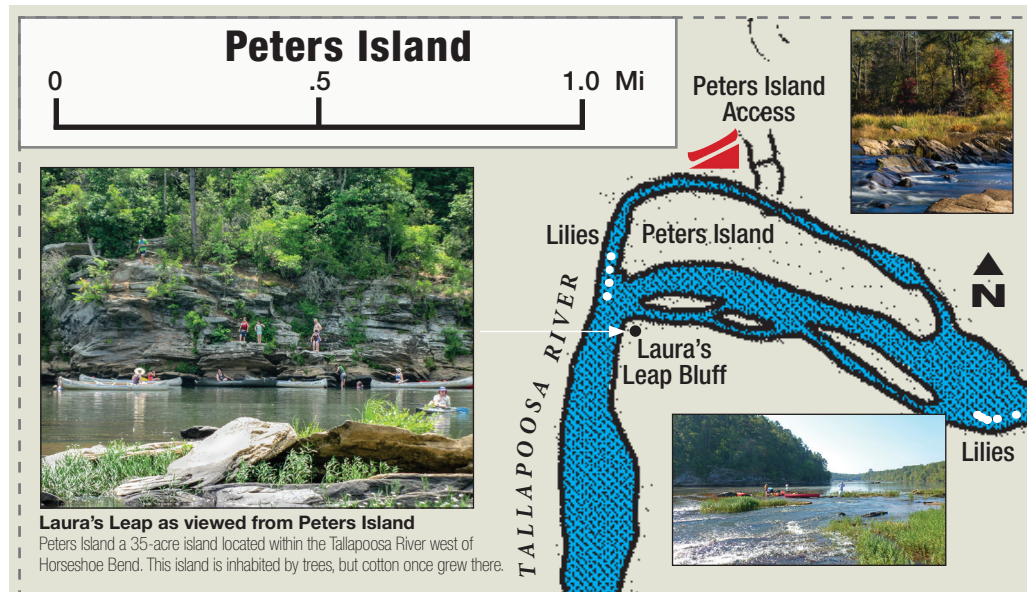 Peters Island
0 .5 1.0 Mi
Peters Island
Access
Lilies
Peters Island
N
TALLAPOOSA RIVER
Laura's
Leap Bluff
Lilies
Laura's Leap as viewed from Peters Island
Peters Island a 35-acre island located within the Tallapoosa River west of
Horseshoe Bend. This island is inhabited by trees, but cotton once grew there.